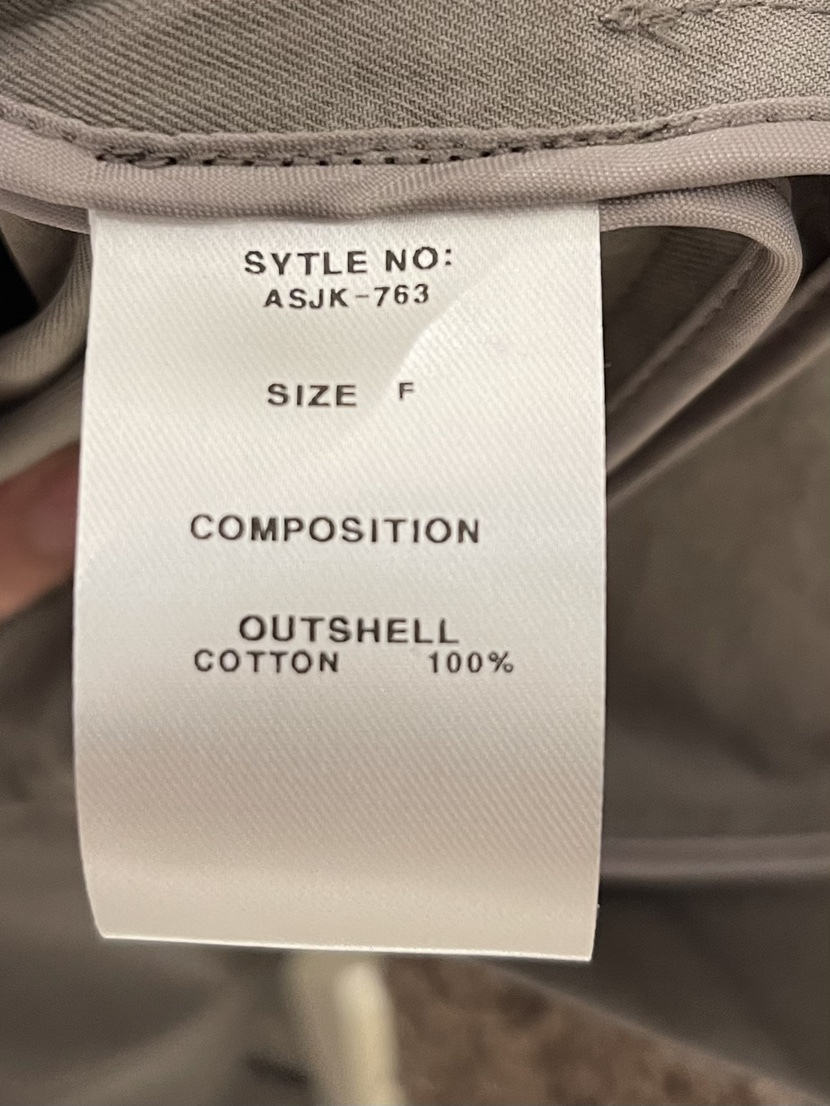 SYTLE NO:
ASJK-763
SIZE F
COMPOSITION
OUTSHELL
COTTON 100%